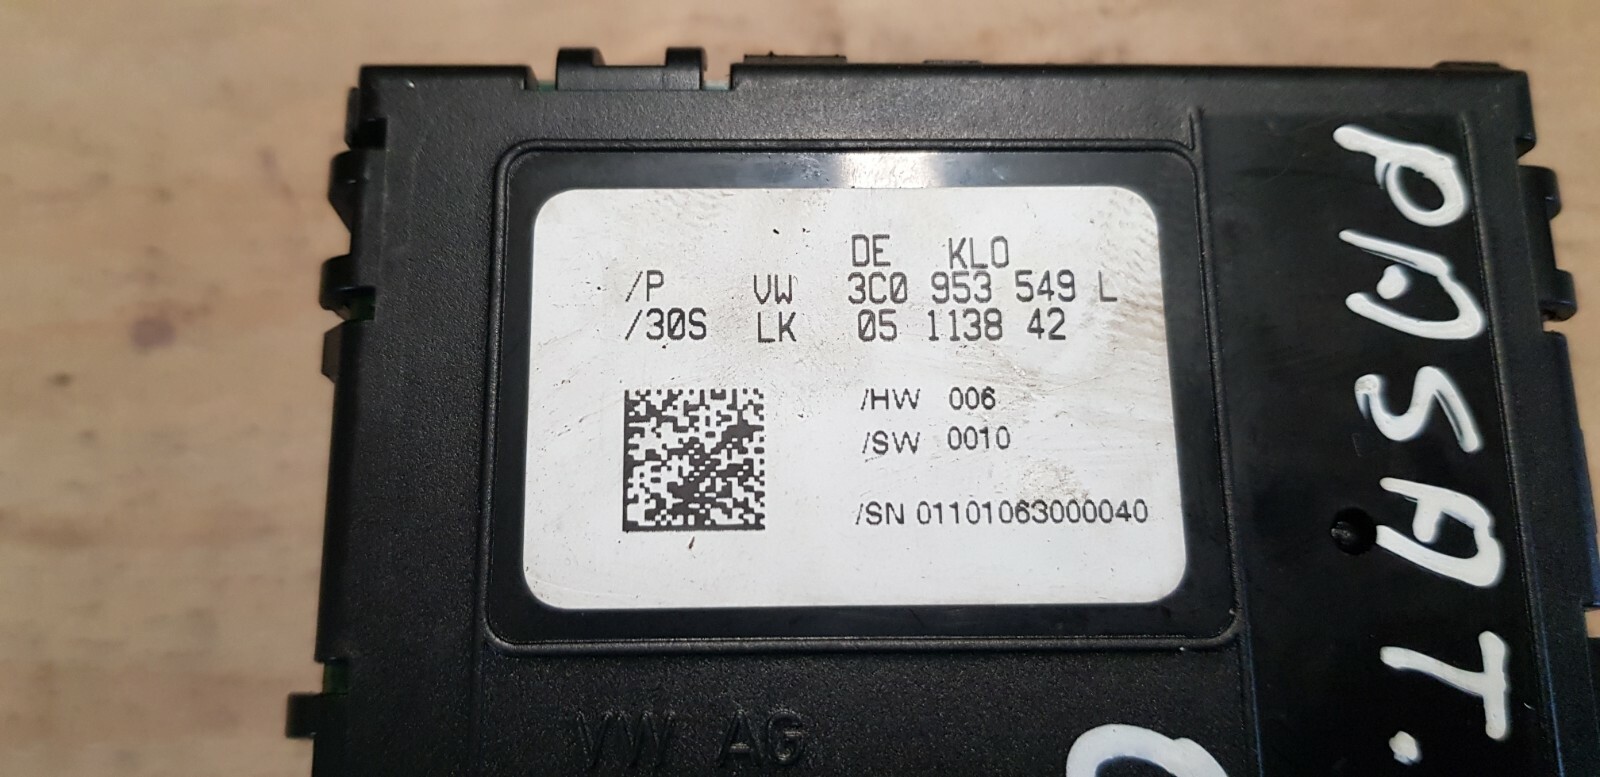 DE KLO
/P VW 3C0 953 549 L
/30S LK 05 1138 42
/HW 006
/SW 0010
/SN 01101063000040
VW AG
PASAT.